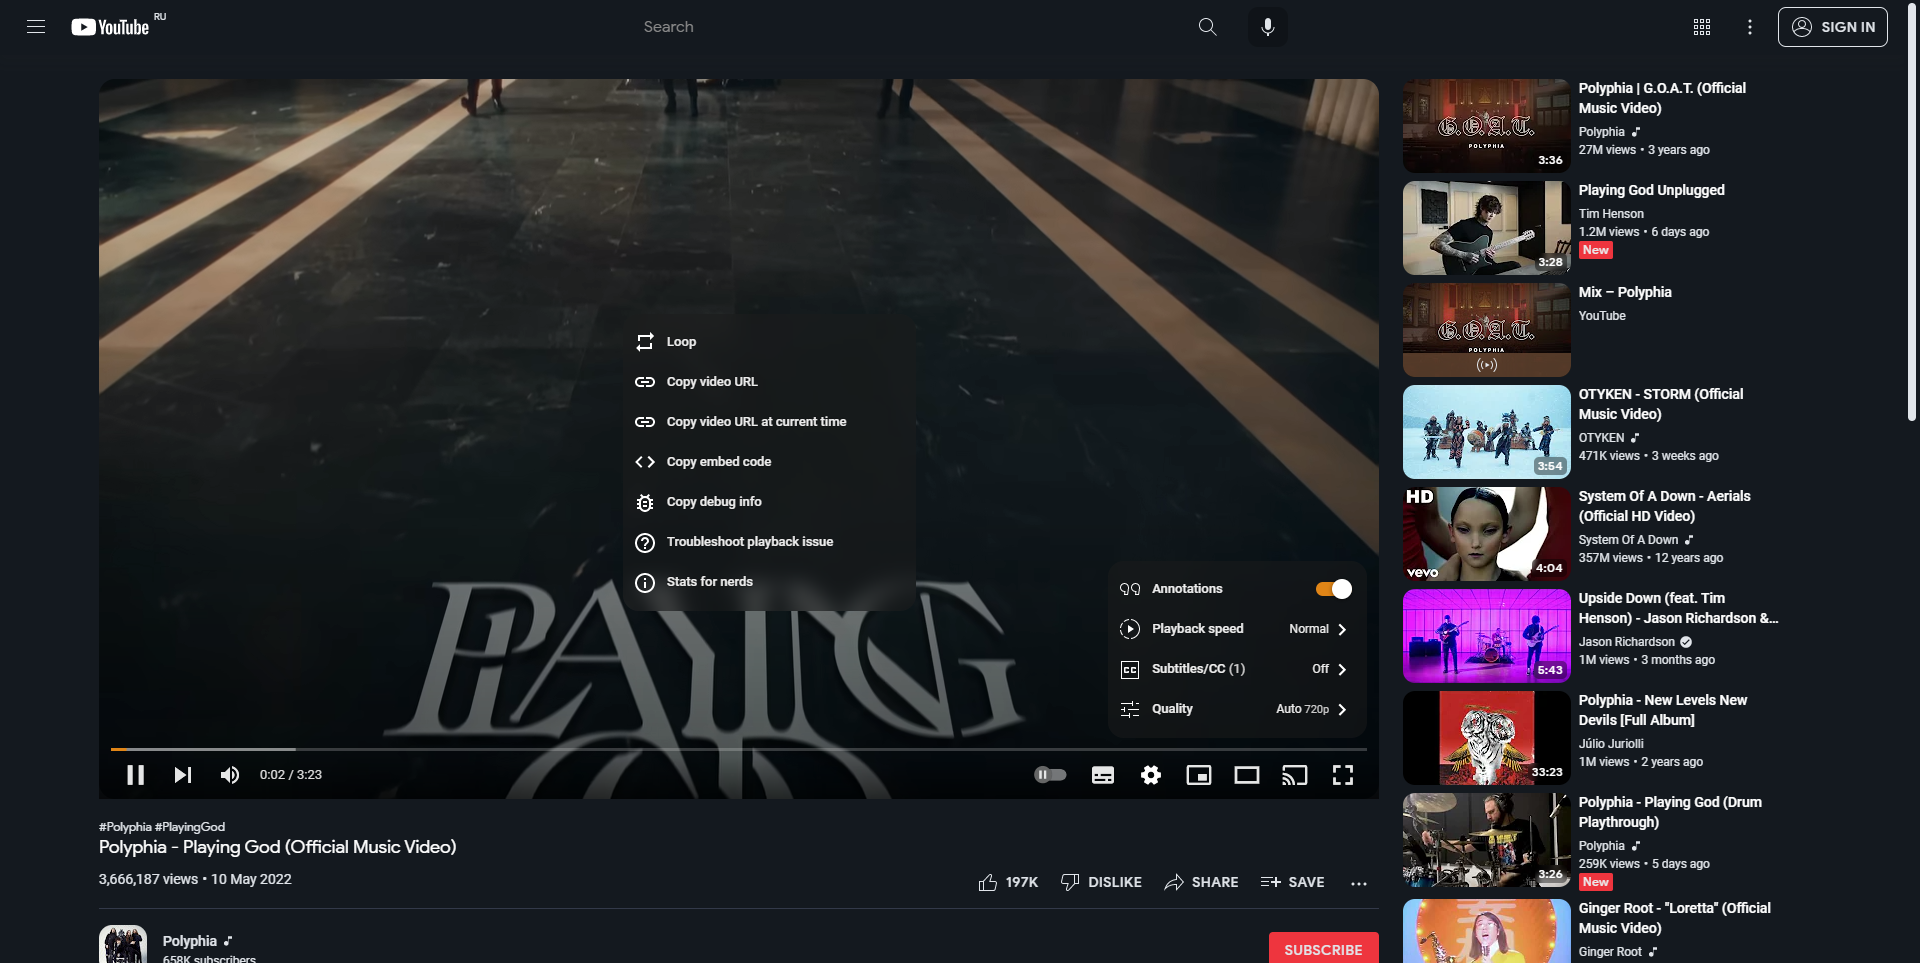 YouTube RU
Search
SIGN IN
Loop
Copy video URL
Copy video URL at current time
Copy embed code
Copy debug info
Troubleshoot playback issue
Stats for nerds
PLAYING
Annotations
Playback speed Normal
Subtitles/CC (1) Off
Quality Auto 720p
0:02 / 3:23
#Polyphia #PlayingGod
Polyphia - Playing God (Official Music Video)
3,666,187 views • 10 May 2022
197K DISLIKE SHARE SAVE
Polyphia
658K subscribers
SUBSCRIBE
G.O.A.T.
POLYPHIA
3:36
Polyphia | G.O.A.T. (Official
Music Video)
Polyphia
27M views • 3 years ago
3:28
Playing God Unplugged
Tim Henson
1.2M views • 6 days ago
New
G.O.A.T.
POLYPHIA
Mix – Polyphia
YouTube
3:54
OTYKEN - STORM (Official
Music Video)
OTYKEN
471K views • 3 weeks ago
HD
vevo
4:04
System Of A Down - Aerials
(Official HD Video)
System Of A Down
357M views • 12 years ago
5:43
Upside Down (feat. Tim
Henson) - Jason Richardson &...
Jason Richardson
1M views • 3 months ago
33:23
Polyphia - New Levels New
Devils [Full Album]
Júlio Juriolli
1M views • 2 years ago
3:26
Polyphia - Playing God (Drum
Playthrough)
Polyphia
259K views • 5 days ago
New
Ginger Root - "Loretta" (Official
Music Video)
Ginger Root